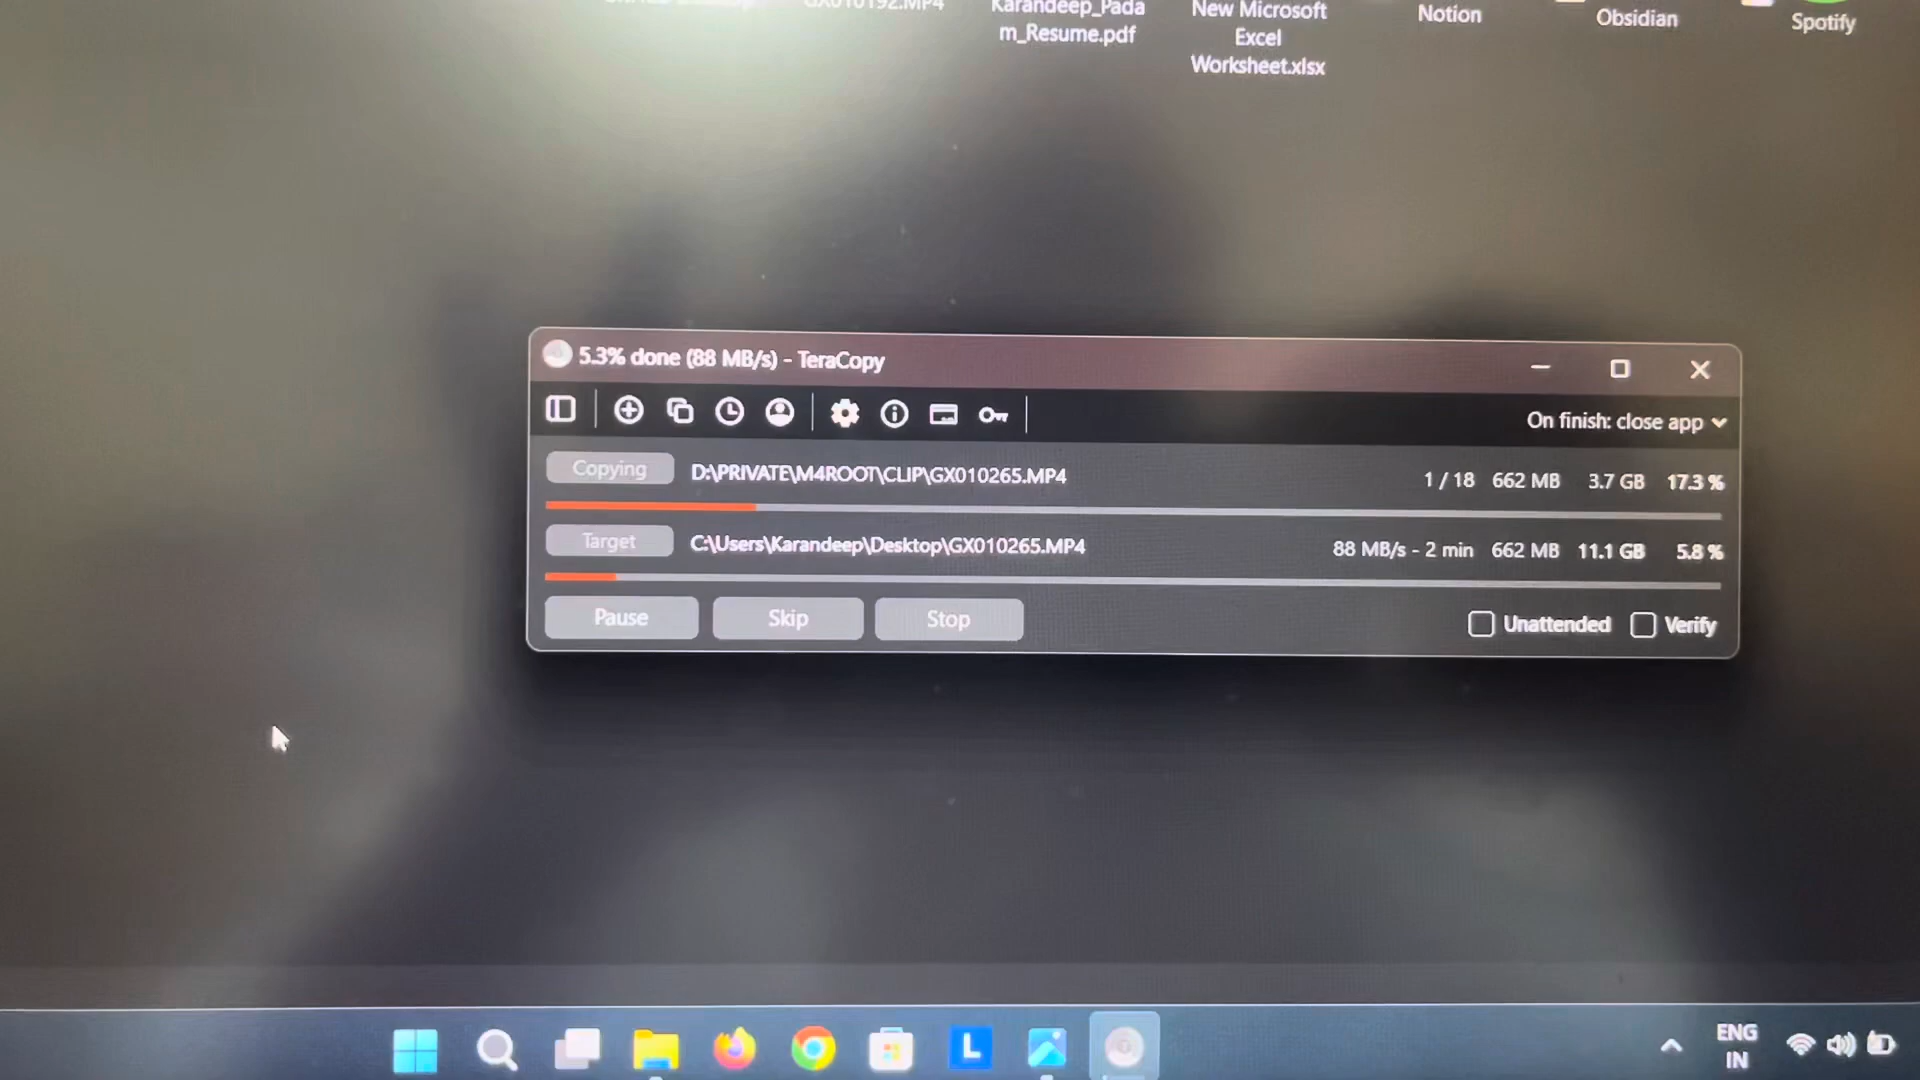 GX010192.MP4
Karandeep_Pada
m_Resume.pdf
New Microsoft
Excel
Worksheet.xlsx
Notion
Obsidian
Spotify
5.3% done (88 MB/s) - TeraCopy
On finish: close app
Copying D:\PRIVATE\M4ROOT\CLIP\GX010265.MP4 1 / 18 662 MB 3.7 GB 17.3 %
Target C:\Users\Karandeep\Desktop\GX010265.MP4 88 MB/s - 2 min 662 MB 11.1 GB 5.8 %
Pause Skip Stop Unattended Verify
L
ENG
IN